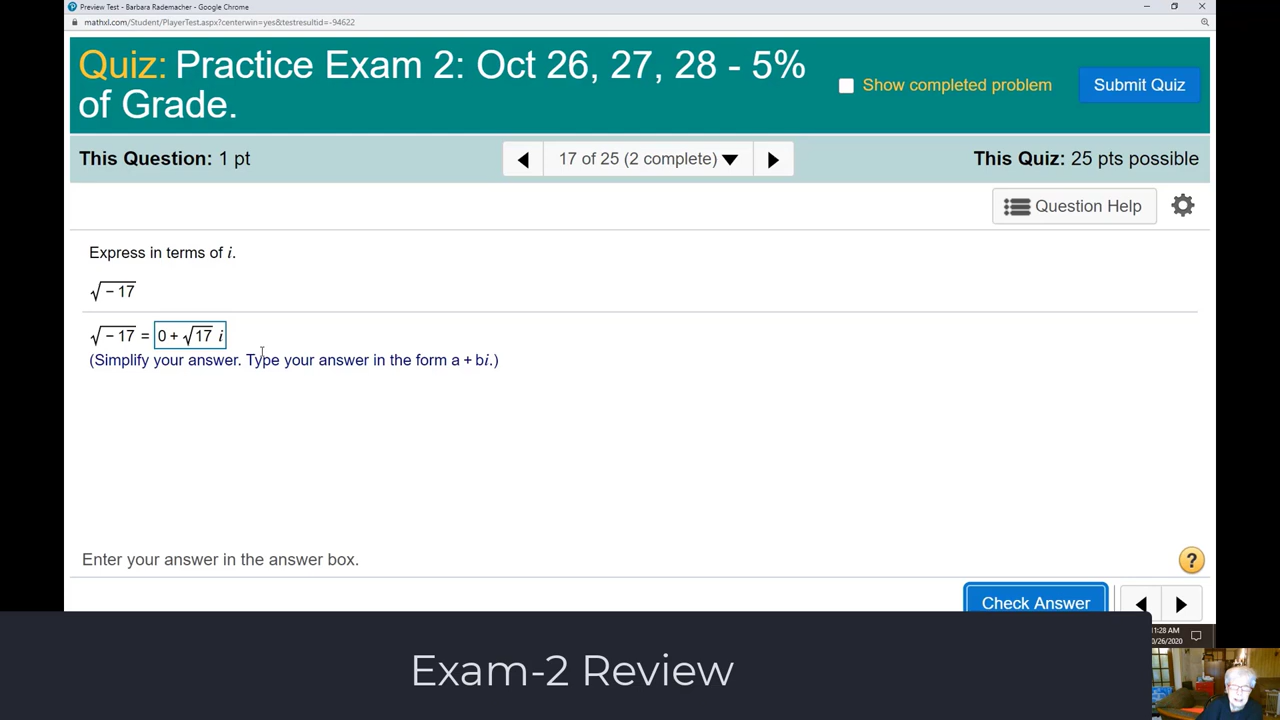 Preview Test - Barbara Rademacher - Google Chrome
mathxl.com/Student/PlayerTest.aspx?centerwin=yes&testresultid=-94622
Quiz: Practice Exam 2: Oct 26, 27, 28 - 5%
of Grade.
Show completed problem
Submit Quiz
This Question: 1 pt
17 of 25 (2 complete)
This Quiz: 25 pts possible
Question Help
Express in terms of i.
√-17
√-17 = 0 + √17 i
(Simplify your answer. Type your answer in the form a + bi.)
Enter your answer in the answer box.
?
Check Answer
Exam-2 Review